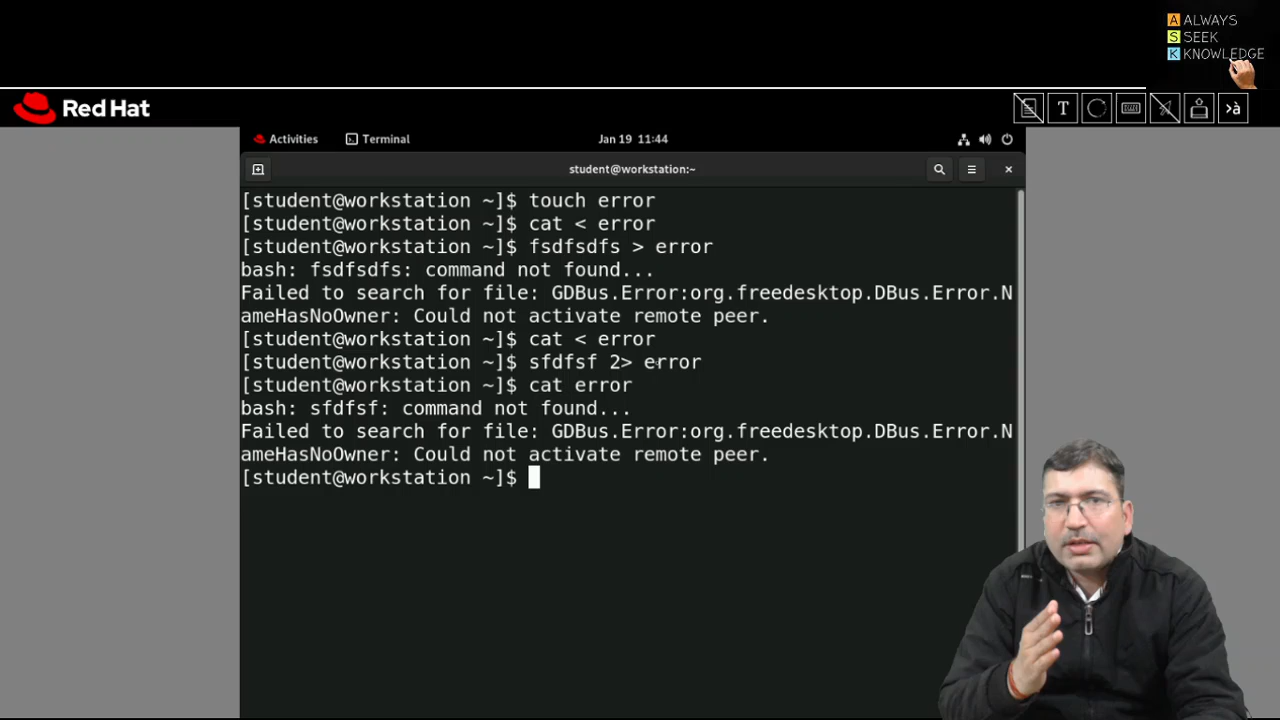 A ALWAYS
S SEEK
K KNOWLEDGE
Red Hat
T
>à
Activities Terminal Jan 19 11:44
student@workstation:~
[student@workstation ~]$ touch error
[student@workstation ~]$ cat < error
[student@workstation ~]$ fsdfsdfs > error
bash: fsdfsdfs: command not found...
Failed to search for file: GDBus.Error:org.freedesktop.DBus.Error.N
ameHasNoOwner: Could not activate remote peer.
[student@workstation ~]$ cat < error
[student@workstation ~]$ sfdfsf 2> error
[student@workstation ~]$ cat error
bash: sfdfsf: command not found...
Failed to search for file: GDBus.Error:org.freedesktop.DBus.Error.N
ameHasNoOwner: Could not activate remote peer.
[student@workstation ~]$